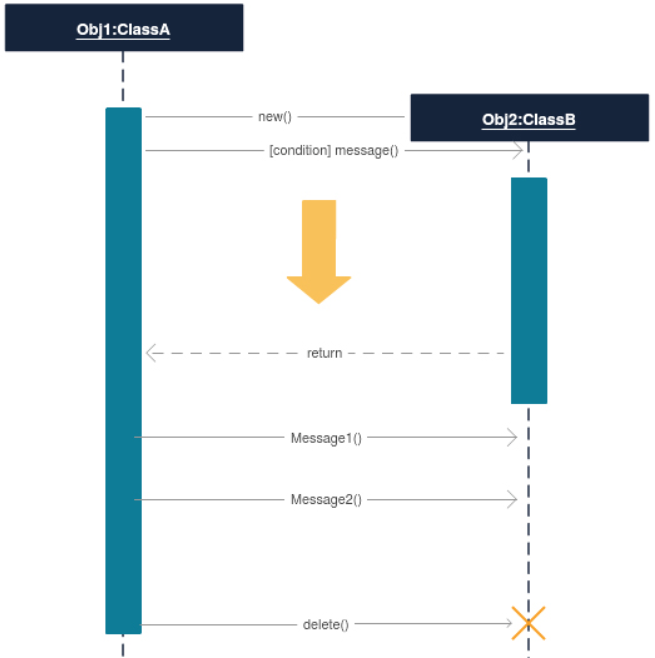 Obj1:ClassA
new()
Obj2:ClassB
[condition] message()
return
Message1()
Message2()
delete()